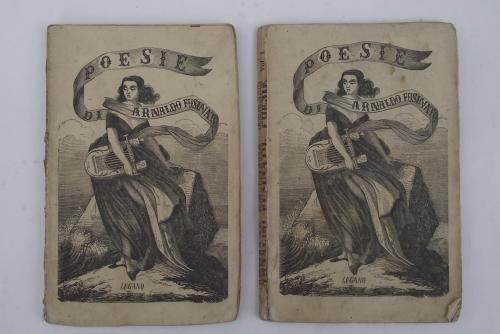 POESIE
DI
ARNALDO FUSINATO
LUGANO
POESIE
DI
ARNALDO FUSINATO
LUGANO